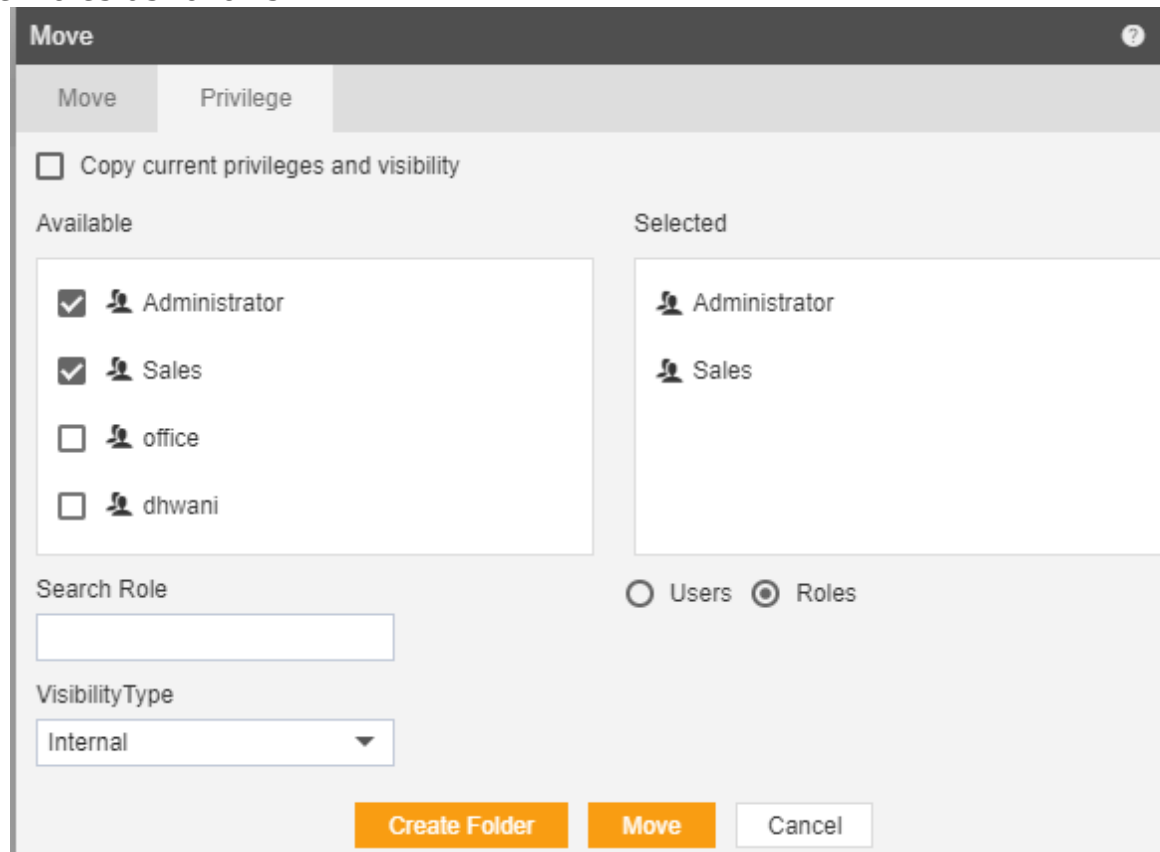 Move
Move Privilege
Copy current privileges and visibility
Available Selected
Administrator Administrator
Sales Sales
office
dhwani
Search Role
Users Roles
VisibilityType
Internal
Create Folder Move Cancel